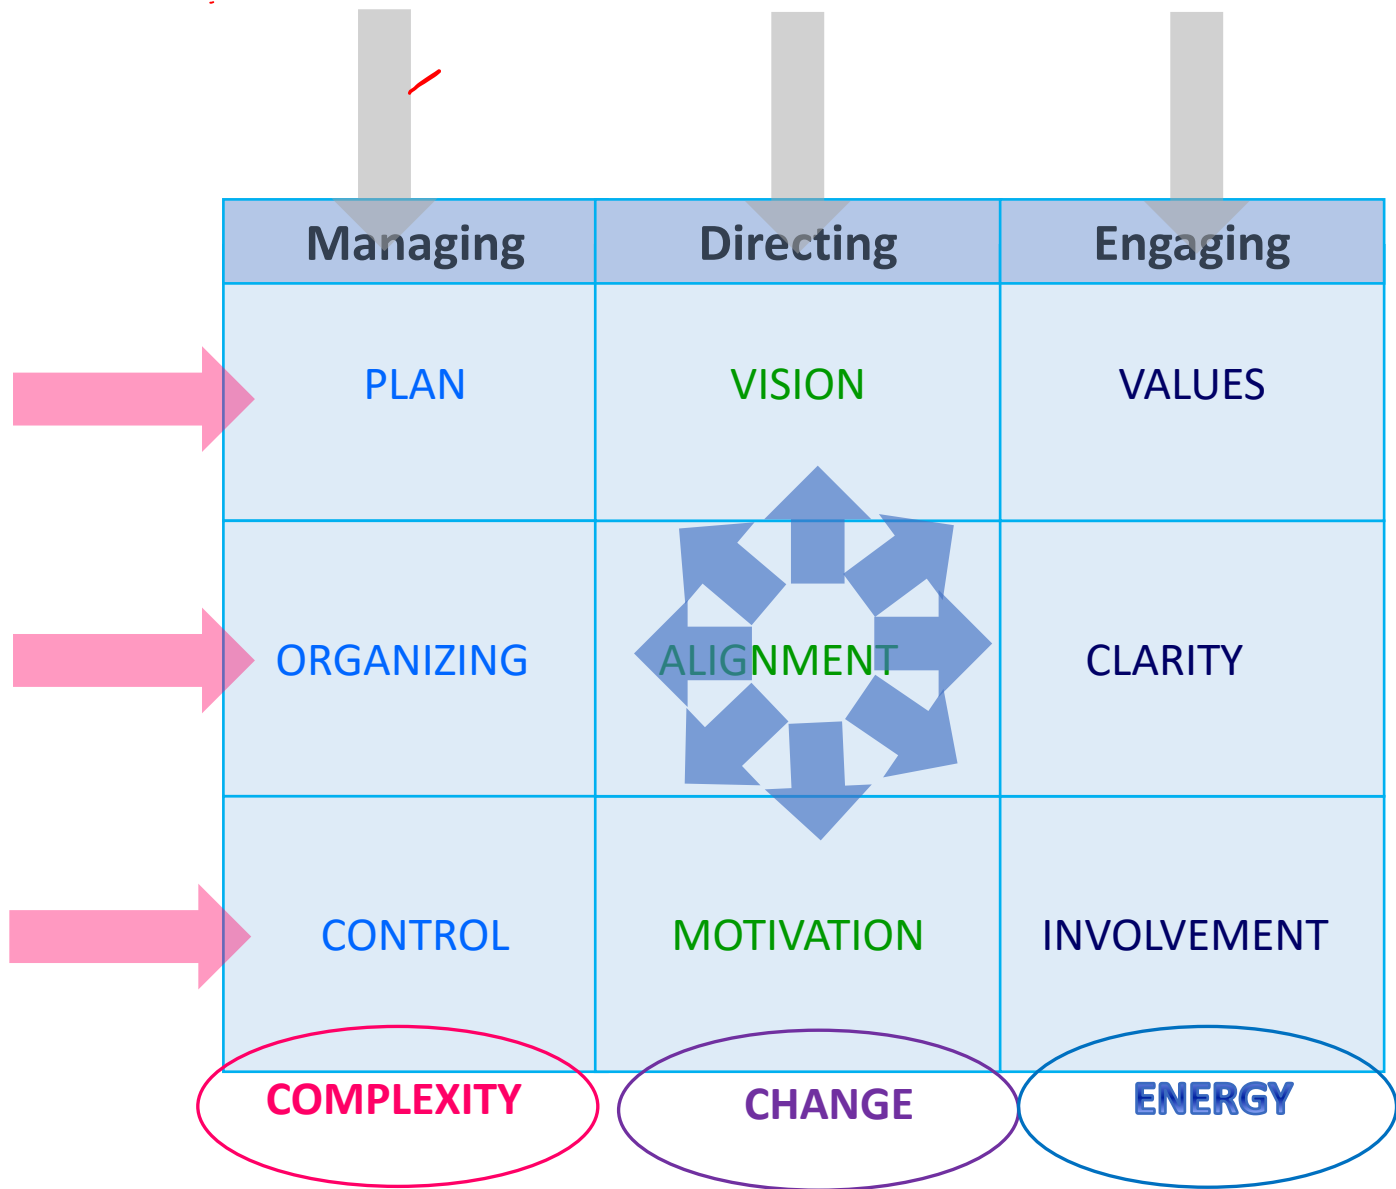 Managing Directing Engaging
PLAN VISION VALUES
ORGANIZING ALIGNMENT CLARITY
CONTROL MOTIVATION INVOLVEMENT
COMPLEXITY CHANGE ENERGY